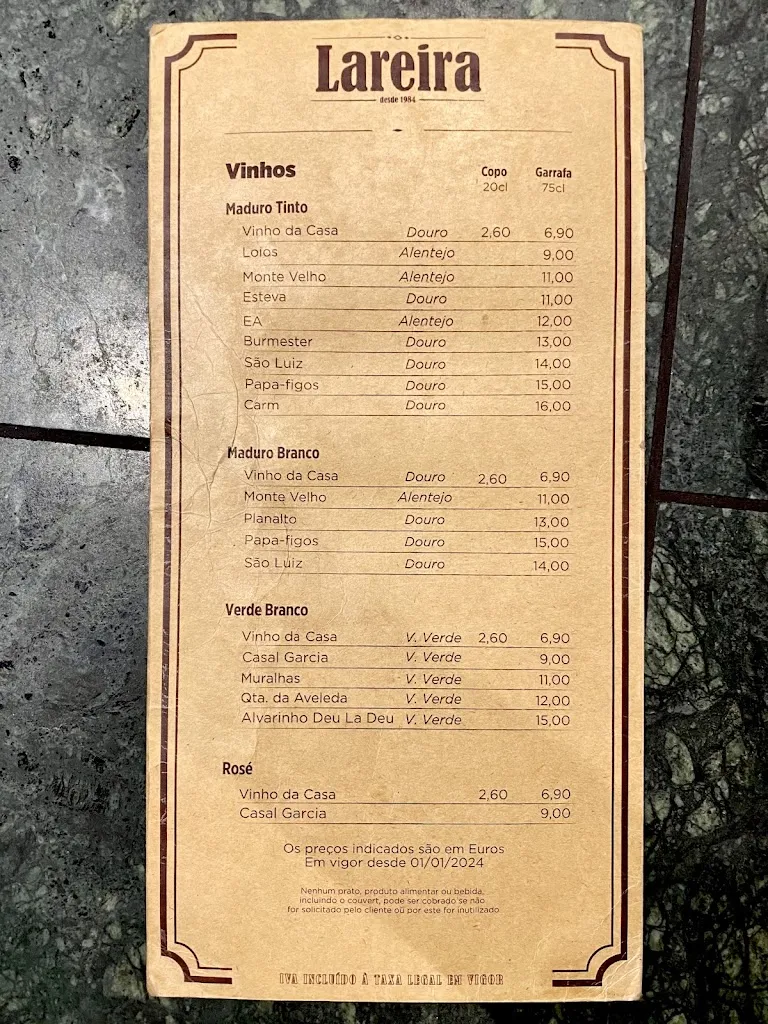 Lareira
desde 1984
Vinhos Copo Garrafa
20cl 75cl
Maduro Tinto
Vinho da Casa Douro 2,60 6,90
Loios Alentejo 9,00
Monte Velho Alentejo 11,00
Esteva Douro 11,00
EA Alentejo 12,00
Burmester Douro 13,00
São Luiz Douro 14,00
Papa-figos Douro 15,00
Carm Douro 16,00
Maduro Branco
Vinho da Casa Douro 2,60 6,90
Monte Velho Alentejo 11,00
Planalto Douro 13,00
Papa-figos Douro 15,00
São Luiz Douro 14,00
Verde Branco
Vinho da Casa V. Verde 2,60 6,90
Casal Garcia V. Verde 9,00
Muralhas V. Verde 11,00
Qta. da Aveleda V. Verde 12,00
Alvarinho Deu La Deu V. Verde 15,00
Rosé
Vinho da Casa 2,60 6,90
Casal Garcia 9,00
Os preços indicados são em Euros
Em vigor desde 01/01/2024
Nenhum prato, produto alimentar ou bebida,
incluindo o couvert, pode ser cobrado se não
for solicitado pelo cliente ou por este for inutilizado
IVA INCLUÍDO À TAXA LEGAL EM VIGOR